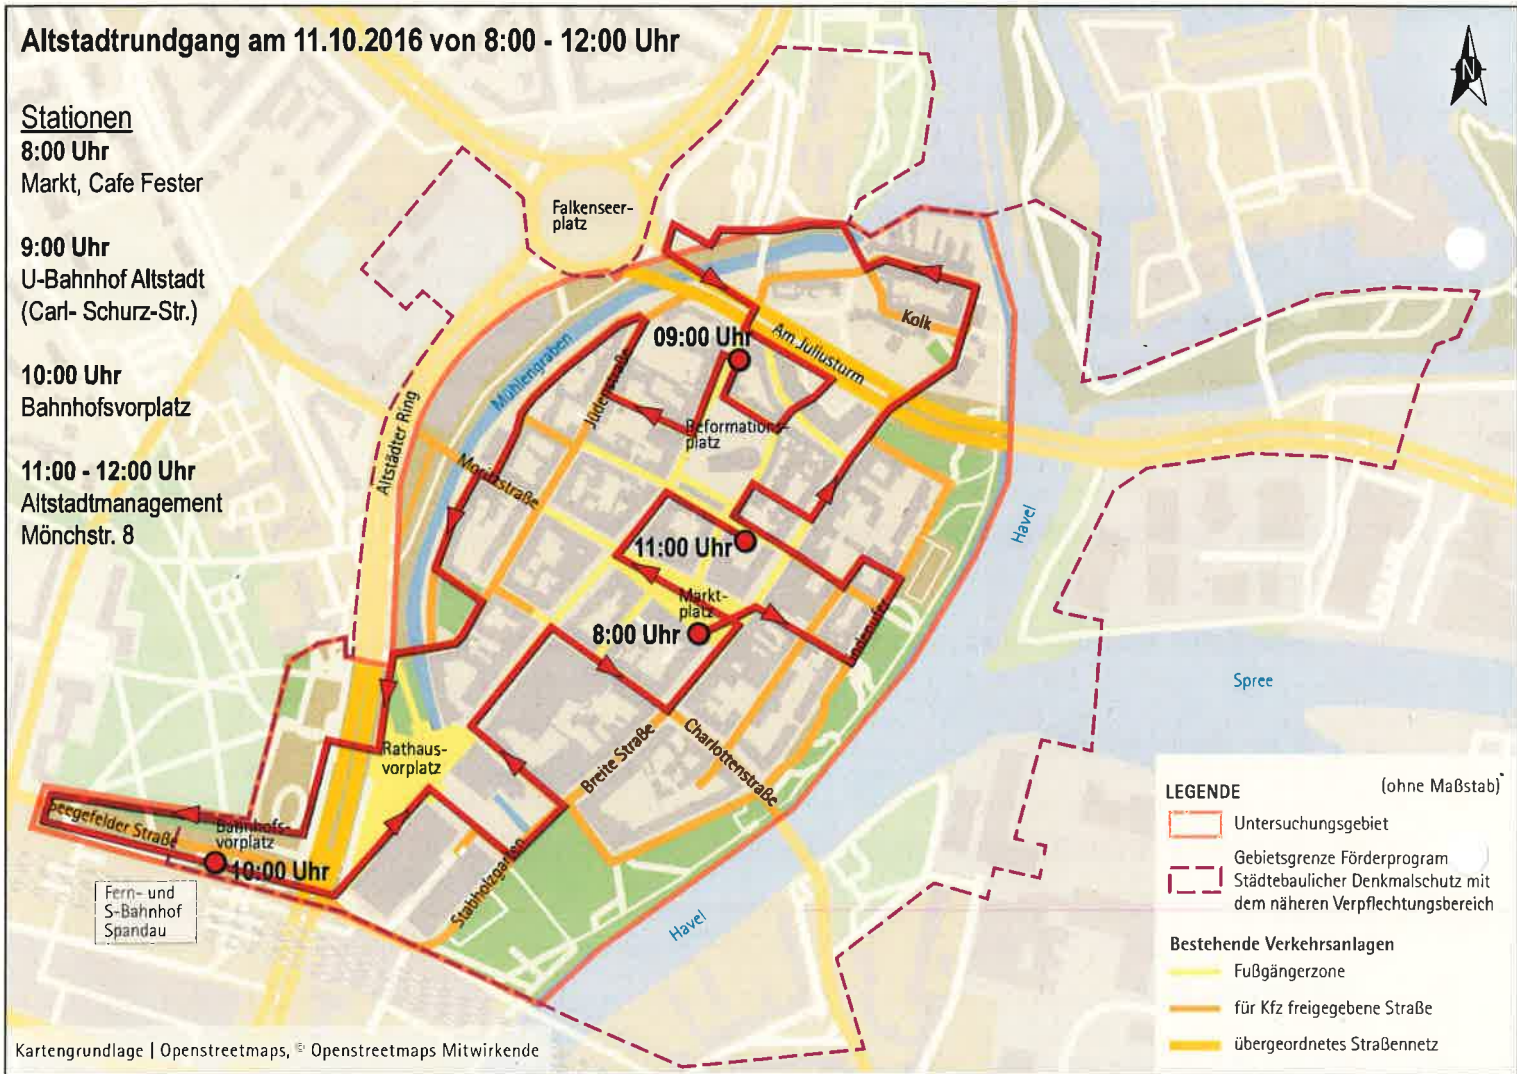 Altstadtrundgang am 11.10.2016 von 8:00 - 12:00 Uhr
Stationen
8:00 Uhr
Markt, Cafe Fester
9:00 Uhr
U-Bahnhof Altstadt
(Carl- Schurz-Str.)
10:00 Uhr
Bahnhofsvorplatz
11:00 - 12:00 Uhr
Altstadtmanagement
Mönchstr. 8
N
Falkenseer-
platz
Kolk
Am Juliusturm
09:00 Uhr
Mühlengraben
Jüdenstraße
Reformations-
platz
Altstädter Ring
Moritzstraße
Havel
11:00 Uhr
Markt-
platz
8:00 Uhr
Lindenufer
Spree
Rathaus-
vorplatz
Breite Straße
Charlottenstraße
Seegefelder Straße
Bahnhofs-
vorplatz
10:00 Uhr
Stabholzgarten
Fern- und
S-Bahnhof
Spandau
Havel
LEGENDE
(ohne Maßstab)
Untersuchungsgebiet
Gebietsgrenze Förderprogram
Städtebaulicher Denkmalschutz mit
dem näheren Verpflechtungsbereich
Bestehende Verkehrsanlagen
Fußgängerzone
für Kfz freigegebene Straße
übergeordnetes Straßennetz
Kartengrundlage | Openstreetmaps, © Openstreetmaps Mitwirkende